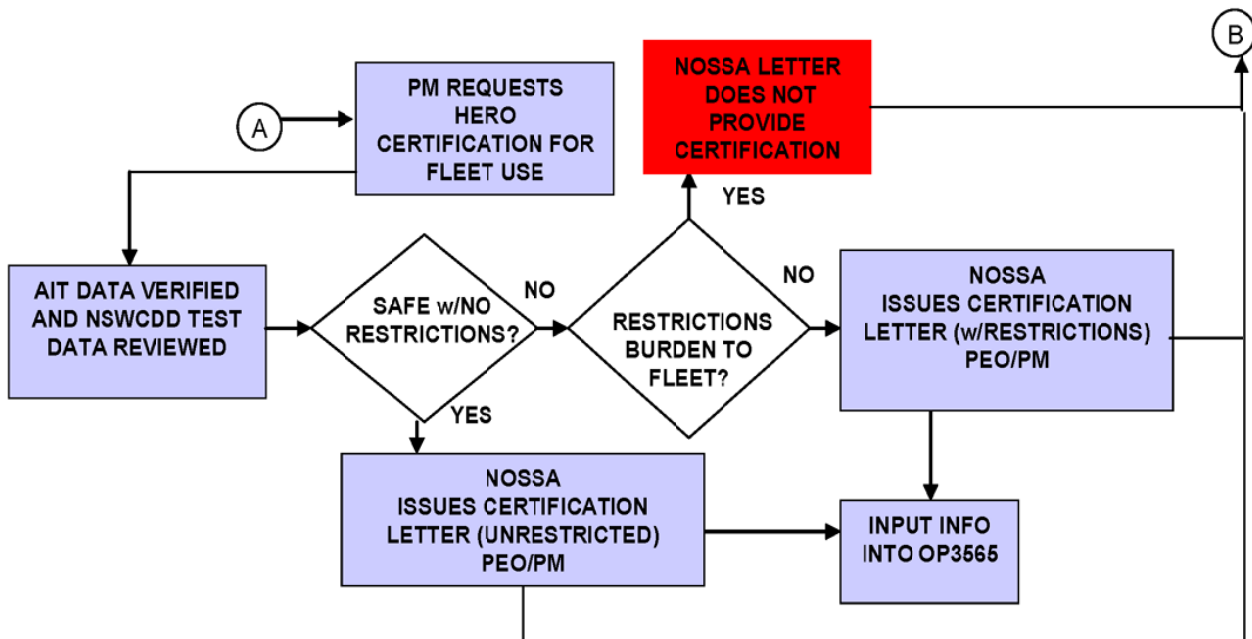 A
PM REQUESTS
HERO
CERTIFICATION FOR
FLEET USE
NOSSA LETTER
DOES NOT
PROVIDE
CERTIFICATION
B
YES
AIT DATA VERIFIED
AND NSWCDD TEST
DATA REVIEWED
SAFE w/NO
RESTRICTIONS?
NO
RESTRICTIONS
BURDEN TO
FLEET?
NO
NOSSA
ISSUES CERTIFICATION
LETTER (w/RESTRICTIONS)
PEO/PM
YES
NOSSA
ISSUES CERTIFICATION
LETTER (UNRESTRICTED)
PEO/PM
INPUT INFO
INTO OP3565